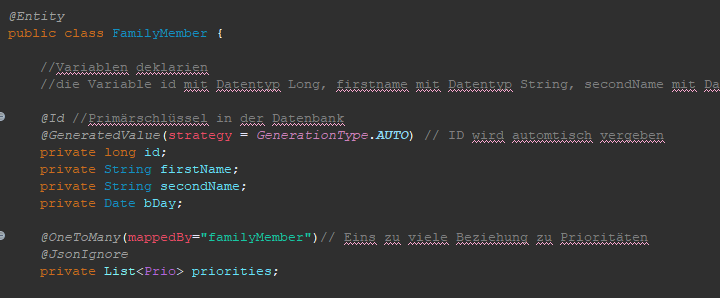 @Entity
public class FamilyMember {
//Variablen deklarien
//die Variable id mit Datentyp Long, firstname mit Datentyp String, secondName mit Da
@Id //Primärschlüssel in der Datenbank
@GeneratedValue(strategy = GenerationType.AUTO) // ID wird automtisch vergeben
private long id;
private String firstName;
private String secondName;
private Date bDay;
@OneToMany(mappedBy="familyMember")// Eins zu viele Beziehung zu Prioritäten
@JsonIgnore
private List<Prio> priorities;